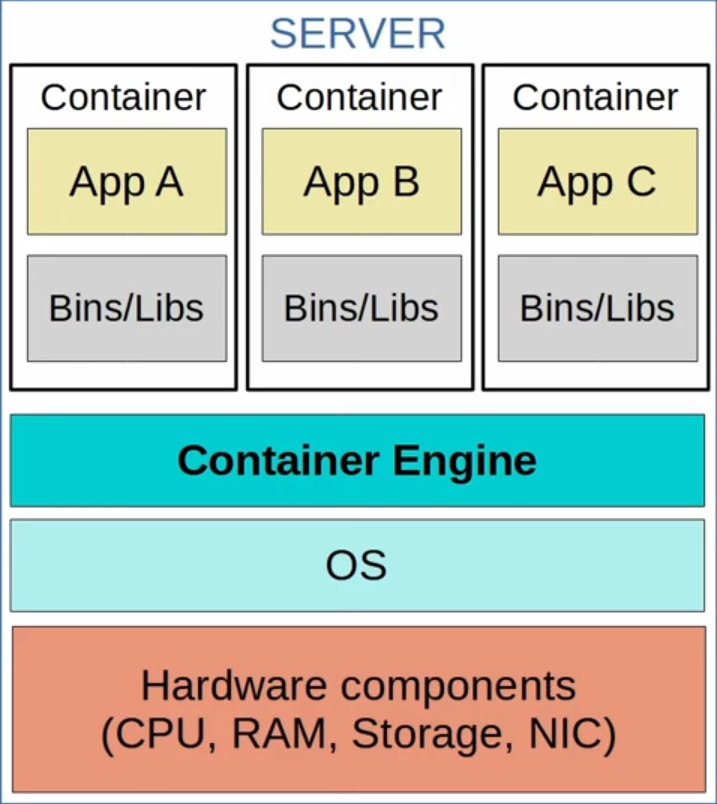 SERVER
Container
Container
Container
App A
App B
App C
Bins/Libs
Bins/Libs
Bins/Libs
Container Engine
OS
Hardware components
(CPU, RAM, Storage, NIC)